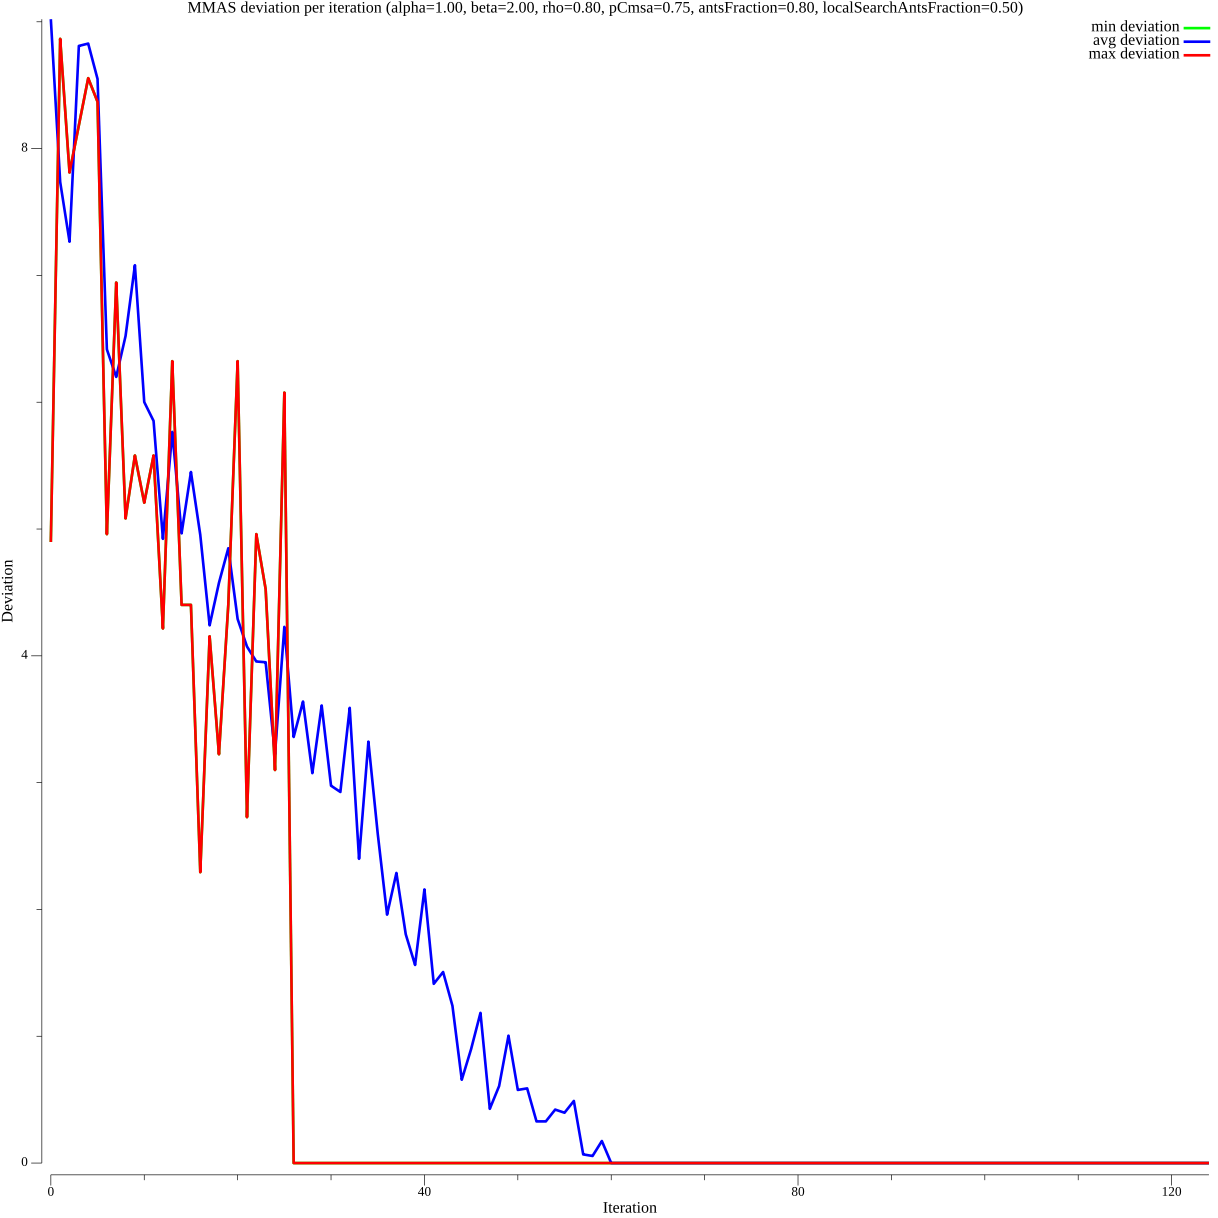 MMAS deviation per iteration (alpha=1.00, beta=2.00, rho=0.80, pCmsa=0.75, antsFraction=0.80, localSearchAntsFraction=0.50)
min deviation
avg deviation
max deviation
8
4
0
Deviation
0 40 80 120
Iteration